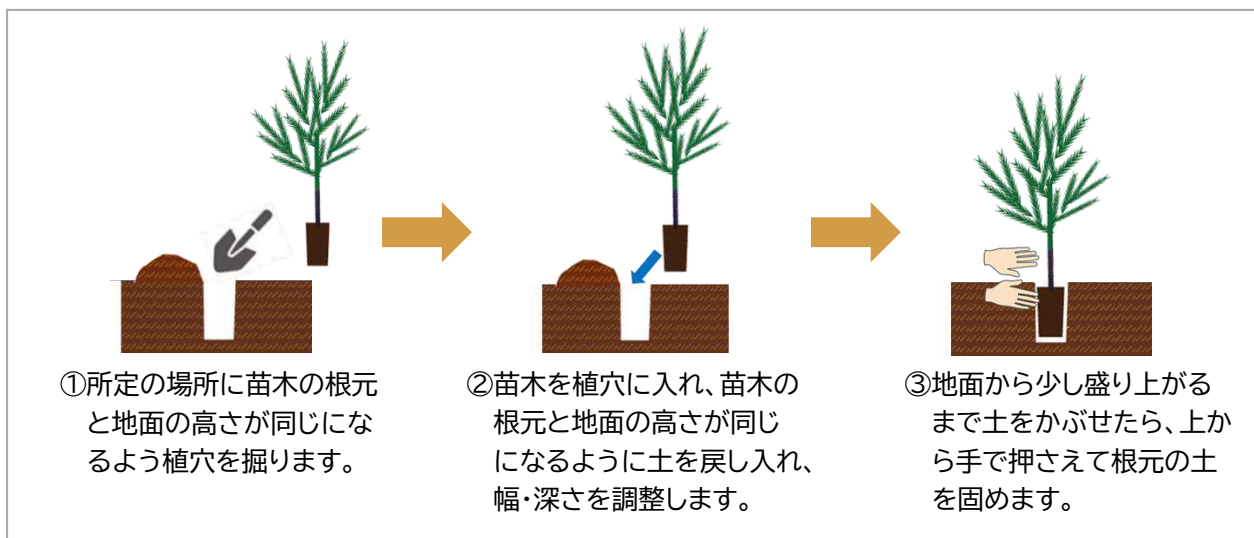 ①所定の場所に苗木の根元
と地面の高さが同じにな
るよう植穴を掘ります。
②苗木を植穴に入れ、苗木の
根元と地面の高さが同じ
になるように土を戻し入れ、
幅・深さを調整します。
③地面から少し盛り上がる
まで土をかぶせたら、上か
ら手で押さえて根元の土
を固めます。